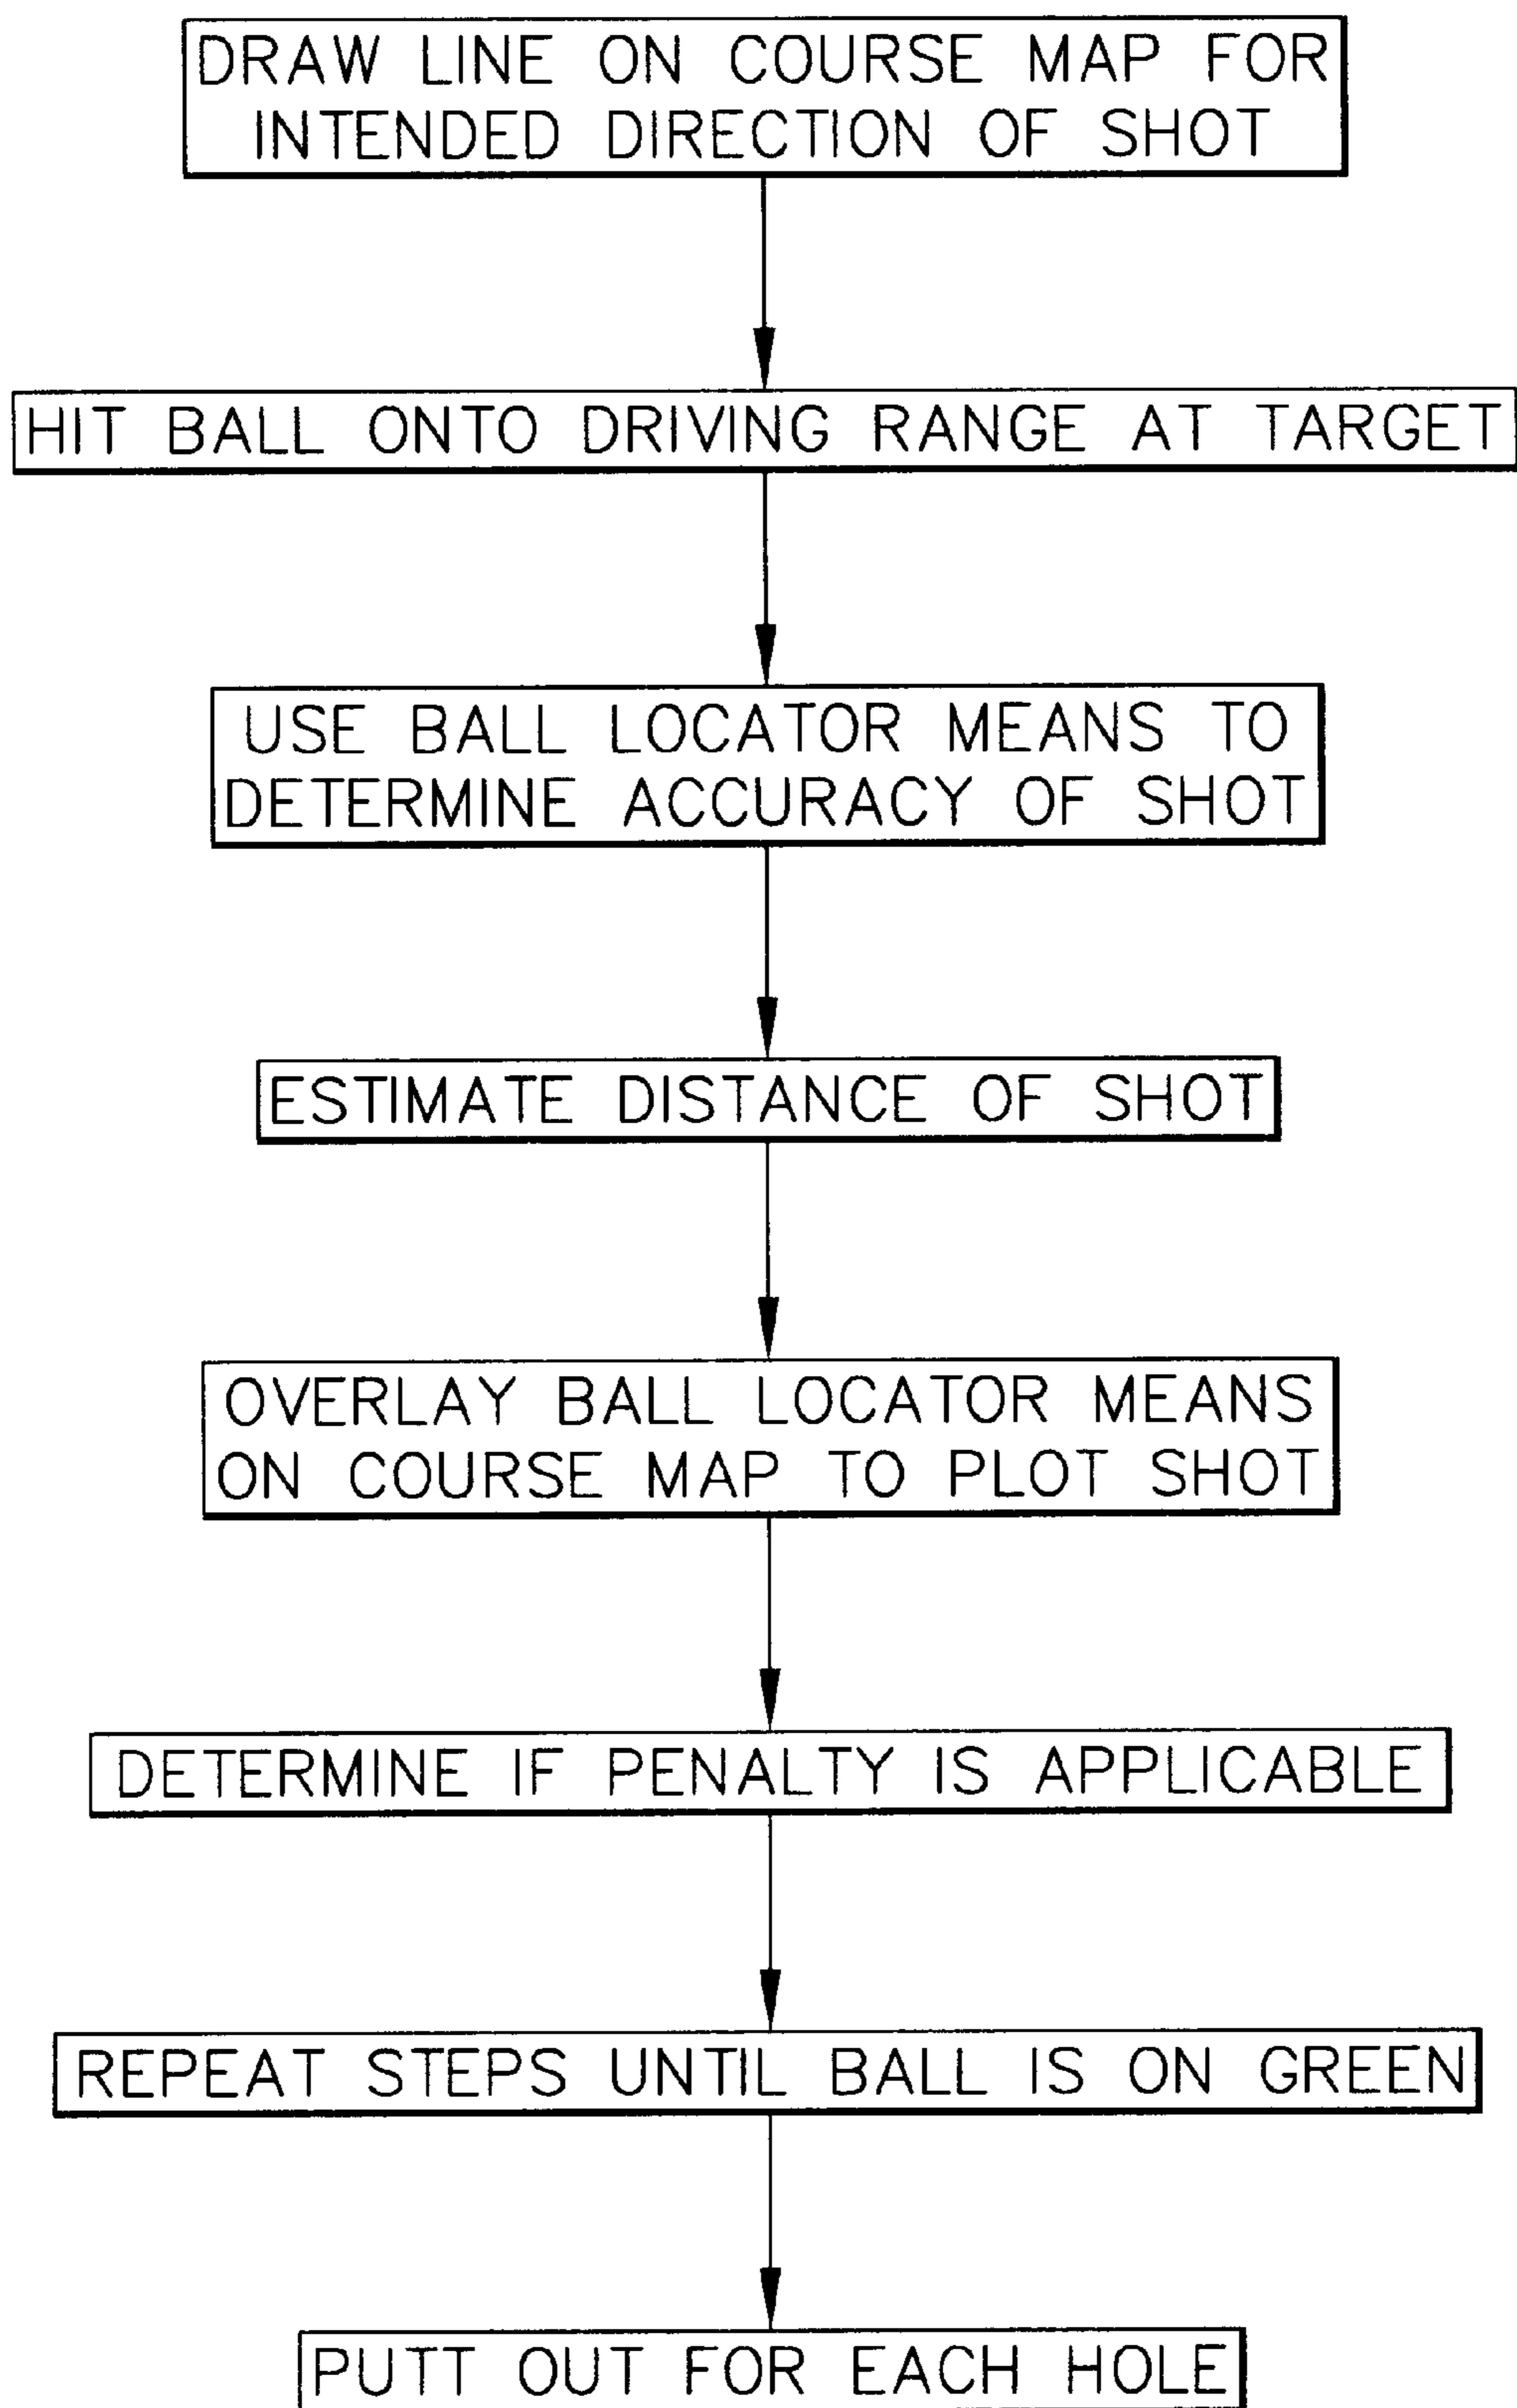 DRAW LINE ON COURSE MAP FOR
INTENDED DIRECTION OF SHOT
HIT BALL ONTO DRIVING RANGE AT TARGET
USE BALL LOCATOR MEANS TO
DETERMINE ACCURACY OF SHOT
ESTIMATE DISTANCE OF SHOT
OVERLAY BALL LOCATOR MEANS
ON COURSE MAP TO PLOT SHOT
DETERMINE IF PENALTY IS APPLICABLE
REPEAT STEPS UNTIL BALL IS ON GREEN
PUTT OUT FOR EACH HOLE